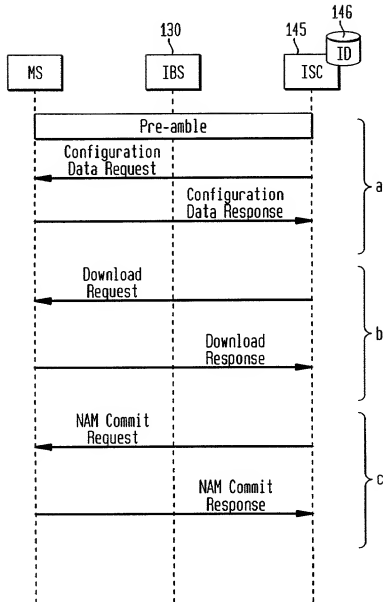 146
130
145
ID
MS
IBS
ISC
Pre-amble
Configuration
Data Request
a
Configuration
Data Response
Download
Request
b
Download
Response
NAM Commit
Request
c
NAM Commit
Response